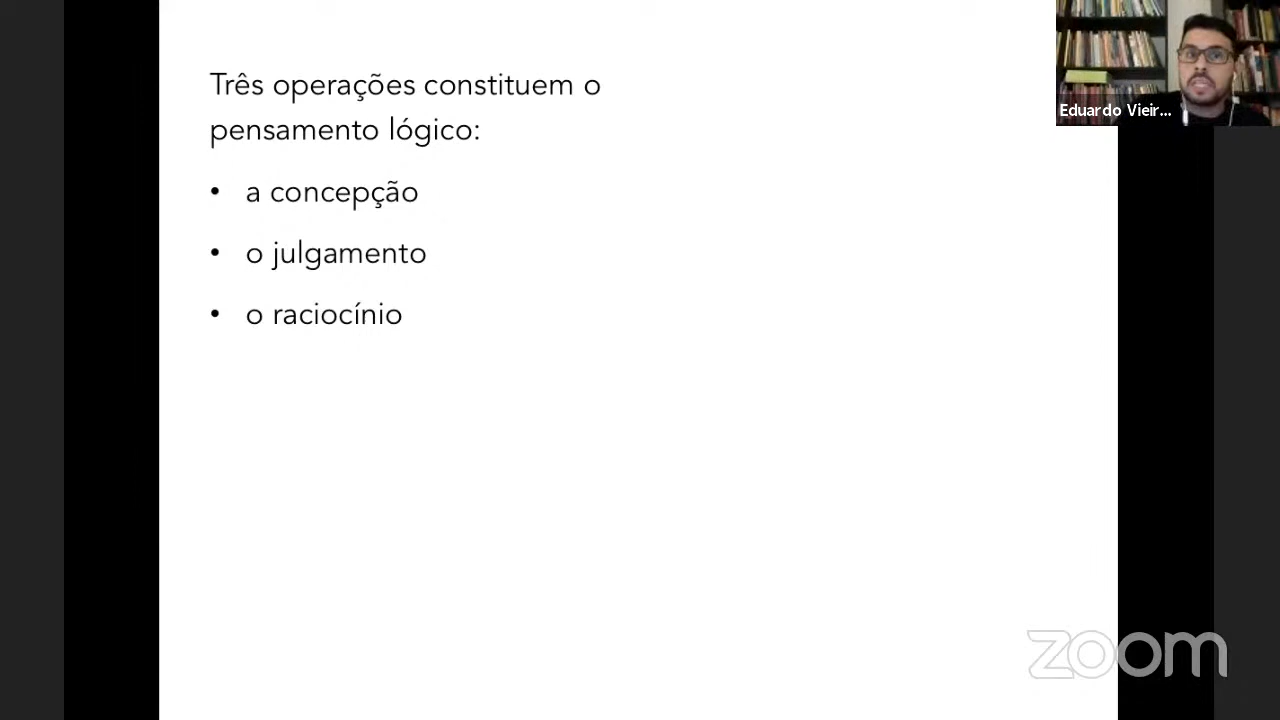 Três operações constituem o
pensamento lógico:
• a concepção
• o julgamento
• o raciocínio
Eduardo Vieir...
zoom